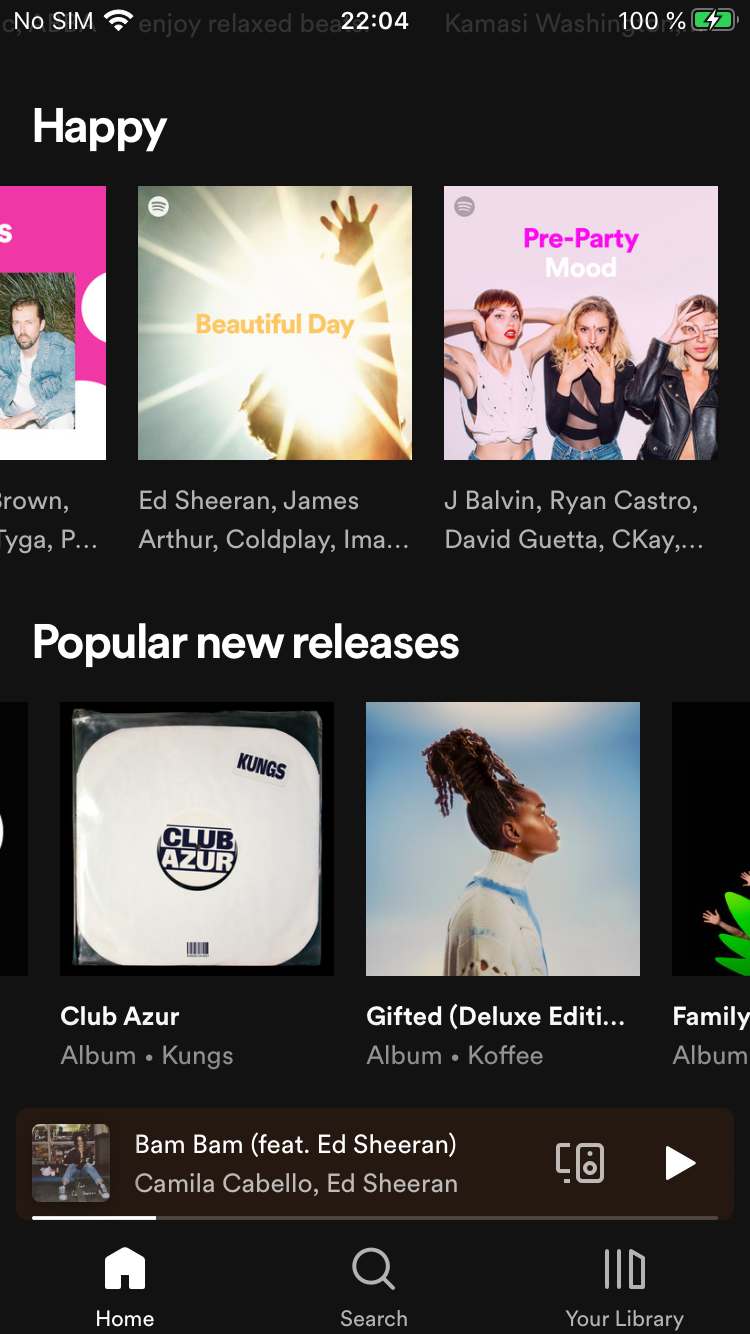 No SIM 22:04 100 %
enjoy relaxed bea
Kamasi Washington,
Happy
s
Beautiful Day
Pre-Party
Mood
Brown,
Tyga, P...
Ed Sheeran, James
Arthur, Coldplay, Ima...
J Balvin, Ryan Castro,
David Guetta, CKay,...
Popular new releases
KUNGS
CLUB
AZUR
Club Azur
Album • Kungs
Gifted (Deluxe Editi...
Album • Koffee
Family
Album
Bam Bam (feat. Ed Sheeran)
Camila Cabello, Ed Sheeran
Home
Search
Your Library